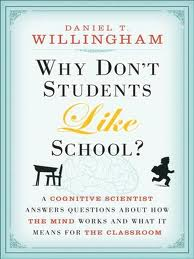 DANIEL T.
WILLINGHAM
WHY DON'T
STUDENTS
Like
SCHOOL?
A COGNITIVE SCIENTIST
ANSWERS QUESTIONS ABOUT HOW
THE MIND WORKS AND WHAT IT
MEANS FOR THE CLASSROOM